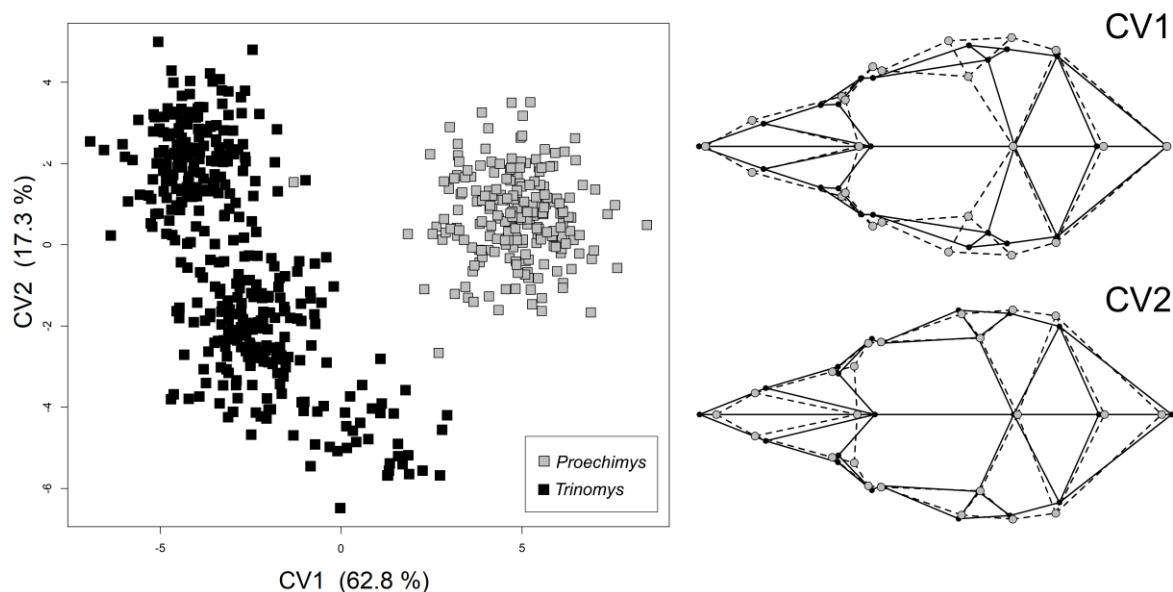 CV1
CV2 (17.3 %)
4
2
0
-2
-4
-6
Proechimys
Trinomys
-5
0
5
CV1 (62.8 %)
CV2